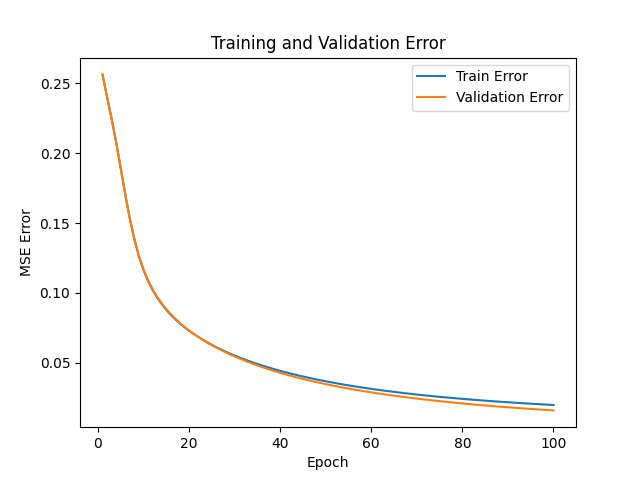 Training and Validation Error
Train Error
Validation Error
MSE Error
0.25
0.20
0.15
0.10
0.05
0 20 40 60 80 100
Epoch